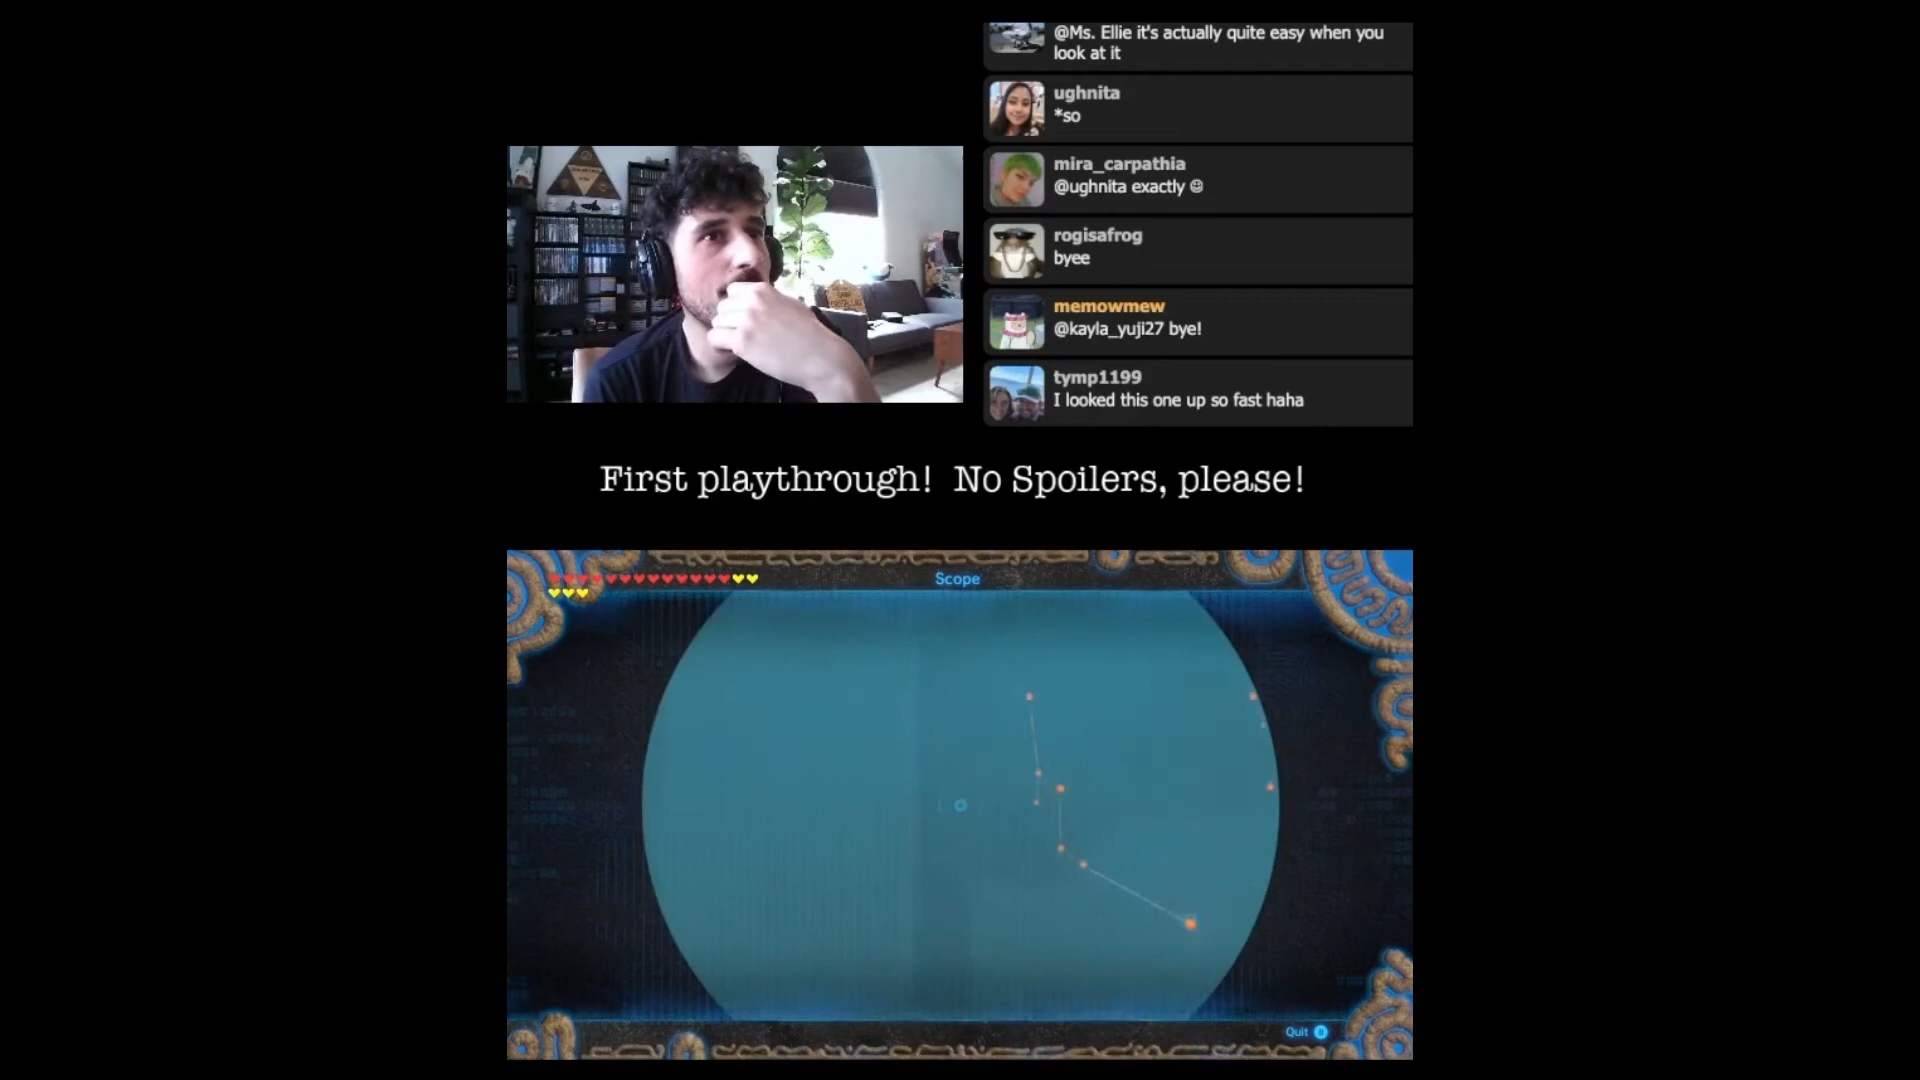 @Ms. Ellie it's actually quite easy when you
look at it
ughnita
*so
mira_carpathia
@ughnita exactly ☺
rogisafrog
byee
memowmew
@kayla_yuji27 bye!
tymp1199
I looked this one up so fast haha
First playthrough! No Spoilers, please!
Scope
Quit